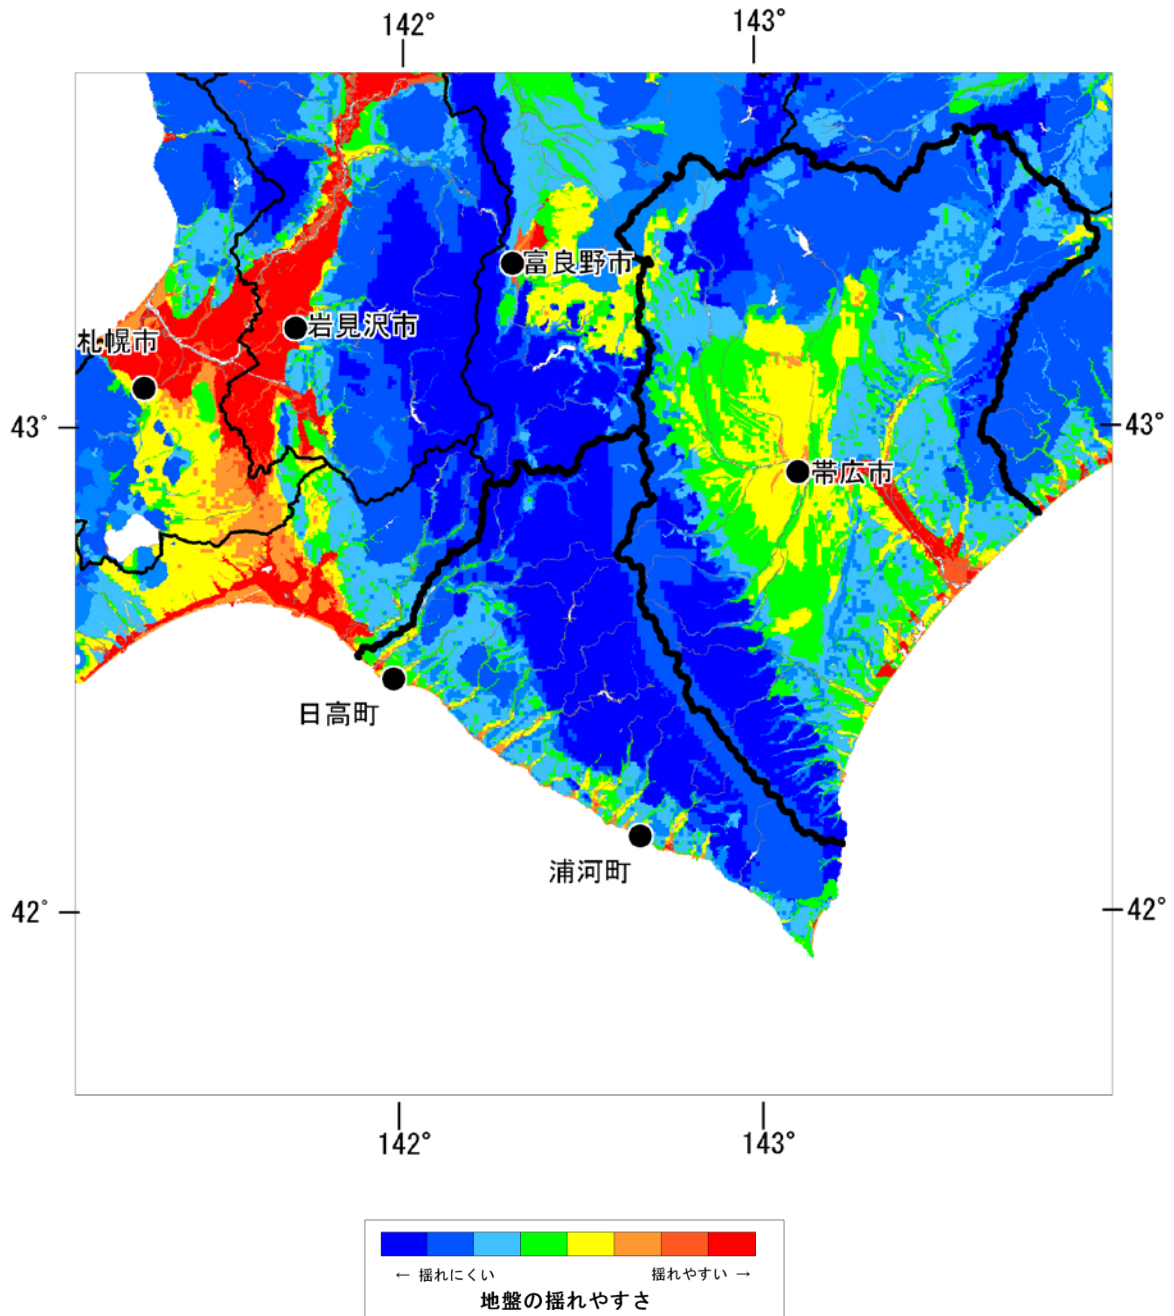 142°
143°
富良野市
岩見沢市
札幌市
43°
43°
帯広市
日高町
浦河町
42°
42°
142°
143°
← 揺れにくい
揺れやすい →
地盤の揺れやすさ